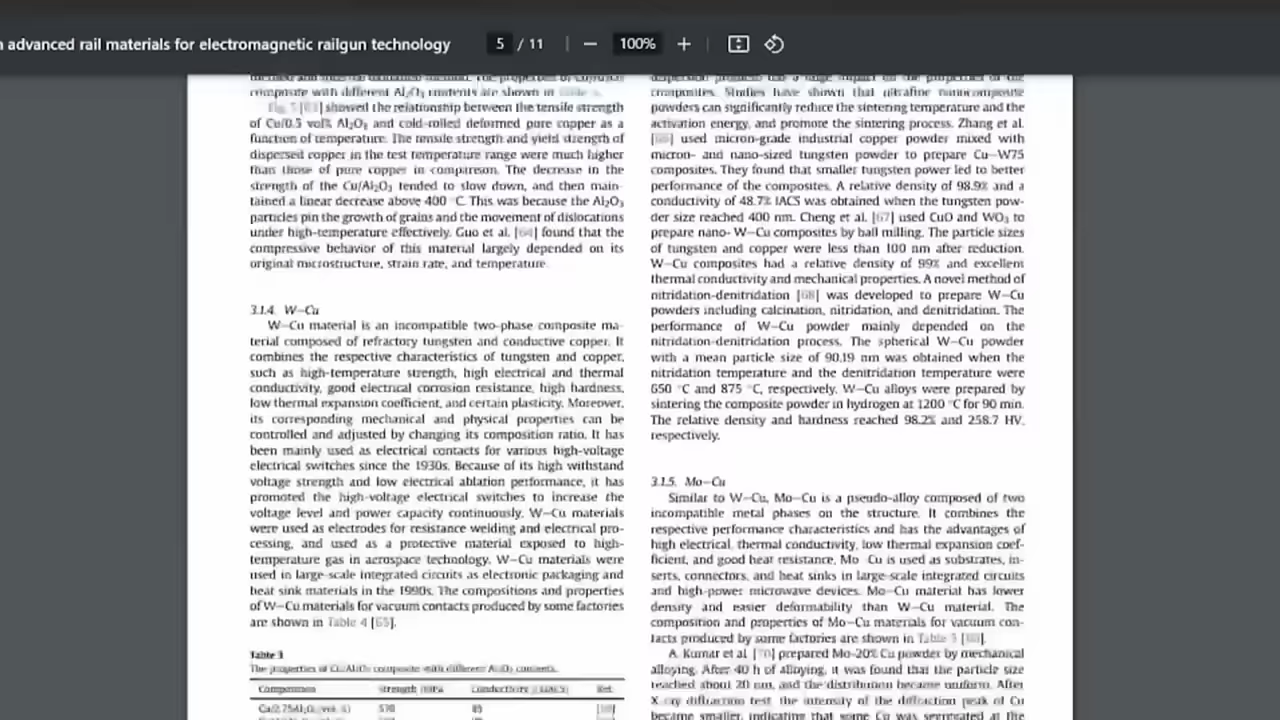 advanced rail materials for electromagnetic railgun technology
5 / 11
100%
composite with different Al₂O₃ contents are shown in
Fig. 5 [63] showed the relationship between the tensile strength
of Cu/0.5 vol% Al₂O₃ and cold-rolled deformed pure copper as a
function of temperature. The tensile strength and yield strength of
dispersed copper in the test temperature range were much higher
than those of pure copper in comparison. The decrease in the
strength of the Cu/Al₂O₃ tended to slow down, and then main-
tained a linear decrease above 400 °C. This was because the Al₂O₃
particles pin the growth of grains and the movement of dislocations
under high-temperature effectively. Guo et al. [64] found that the
compressive behavior of this material largely depended on its
original microstructure, strain rate, and temperature.
3.1.4. W–Cu
W–Cu material is an incompatible two-phase composite ma-
terial composed of refractory tungsten and conductive copper. It
combines the respective characteristics of tungsten and copper,
such as high-temperature strength, high electrical and thermal
conductivity, good electrical corrosion resistance, high hardness,
low thermal expansion coefficient, and certain plasticity. Moreover,
its corresponding mechanical and physical properties can be
controlled and adjusted by changing its composition ratio. It has
been mainly used as electrical contacts for various high-voltage
electrical switches since the 1930s. Because of its high withstand
voltage strength and low electrical ablation performance, it has
promoted the high-voltage electrical switches to increase the
voltage level and power capacity continuously. W–Cu materials
were used as electrodes for resistance welding and electrical pro-
cessing, and used as a protective material exposed to high-
temperature gas in aerospace technology. W–Cu materials were
used in large-scale integrated circuits as electronic packaging and
heat sink materials in the 1990s. The compositions and properties
of W–Cu materials for vacuum contacts produced by some factories
are shown in Table 4 [65].
Table 3
The properties of Cu/Al₂O₃ composite with different Al₂O₃ contents.
Composition Strength /MPa Conductivity /(%IACS) Ref.
570 85
composites. Studies have shown that ultrafine nanocomposite
powders can significantly reduce the sintering temperature and the
activation energy, and promote the sintering process. Zhang et al.
[66] used micron-grade industrial copper powder mixed with
micron- and nano-sized tungsten powder to prepare Cu–W75
composites. They found that smaller tungsten powder led to better
performance of the composites. A relative density of 98.9% and a
conductivity of 48.7% IACS was obtained when the tungsten pow-
der size reached 400 nm. Cheng et al. [67] used CuO and WO₃ to
prepare nano- W–Cu composites by ball milling. The particle sizes
of tungsten and copper were less than 100 nm after reduction.
W–Cu composites had a relative density of 99% and excellent
thermal conductivity and mechanical properties. A novel method of
nitridation-denitridation [68] was developed to prepare W–Cu
powders including calcination, nitridation, and denitridation. The
performance of W–Cu powder mainly depended on the
nitridation-denitridation process. The spherical W–Cu powder
with a mean particle size of 90.19 nm was obtained when the
nitridation temperature and the denitridation temperature were
650 °C and 875 °C, respectively. W–Cu alloys were prepared by
sintering the composite powder in hydrogen at 1200 °C for 90 min.
The relative density and hardness reached 98.2% and 258.7 HV,
respectively.
3.1.5. Mo–Cu
Similar to W–Cu, Mo–Cu is a pseudo-alloy composed of two
incompatible metal phases on the structure. It combines the
respective performance characteristics and has the advantages of
high electrical, thermal conductivity, low thermal expansion coef-
ficient, and good heat resistance. Mo–Cu is used as substrates, in-
serts, connectors, and heat sinks in large-scale integrated circuits
and high-power microwave devices. Mo–Cu material has lower
density and easier deformability than W–Cu material. The
composition and properties of Mo–Cu materials for vacuum con-
tacts produced by some factories are shown in Table 5
A. Kumar et al. [70] prepared Mo-20% Cu powder by mechanical
alloying. After 40 h of alloying, it was found that the particle size
reached about 20 nm, and the distribution became uniform. After
X-ray diffraction test, the intensity of the diffraction peak of Cu
became smaller, indicating that some Cu was segregated at the